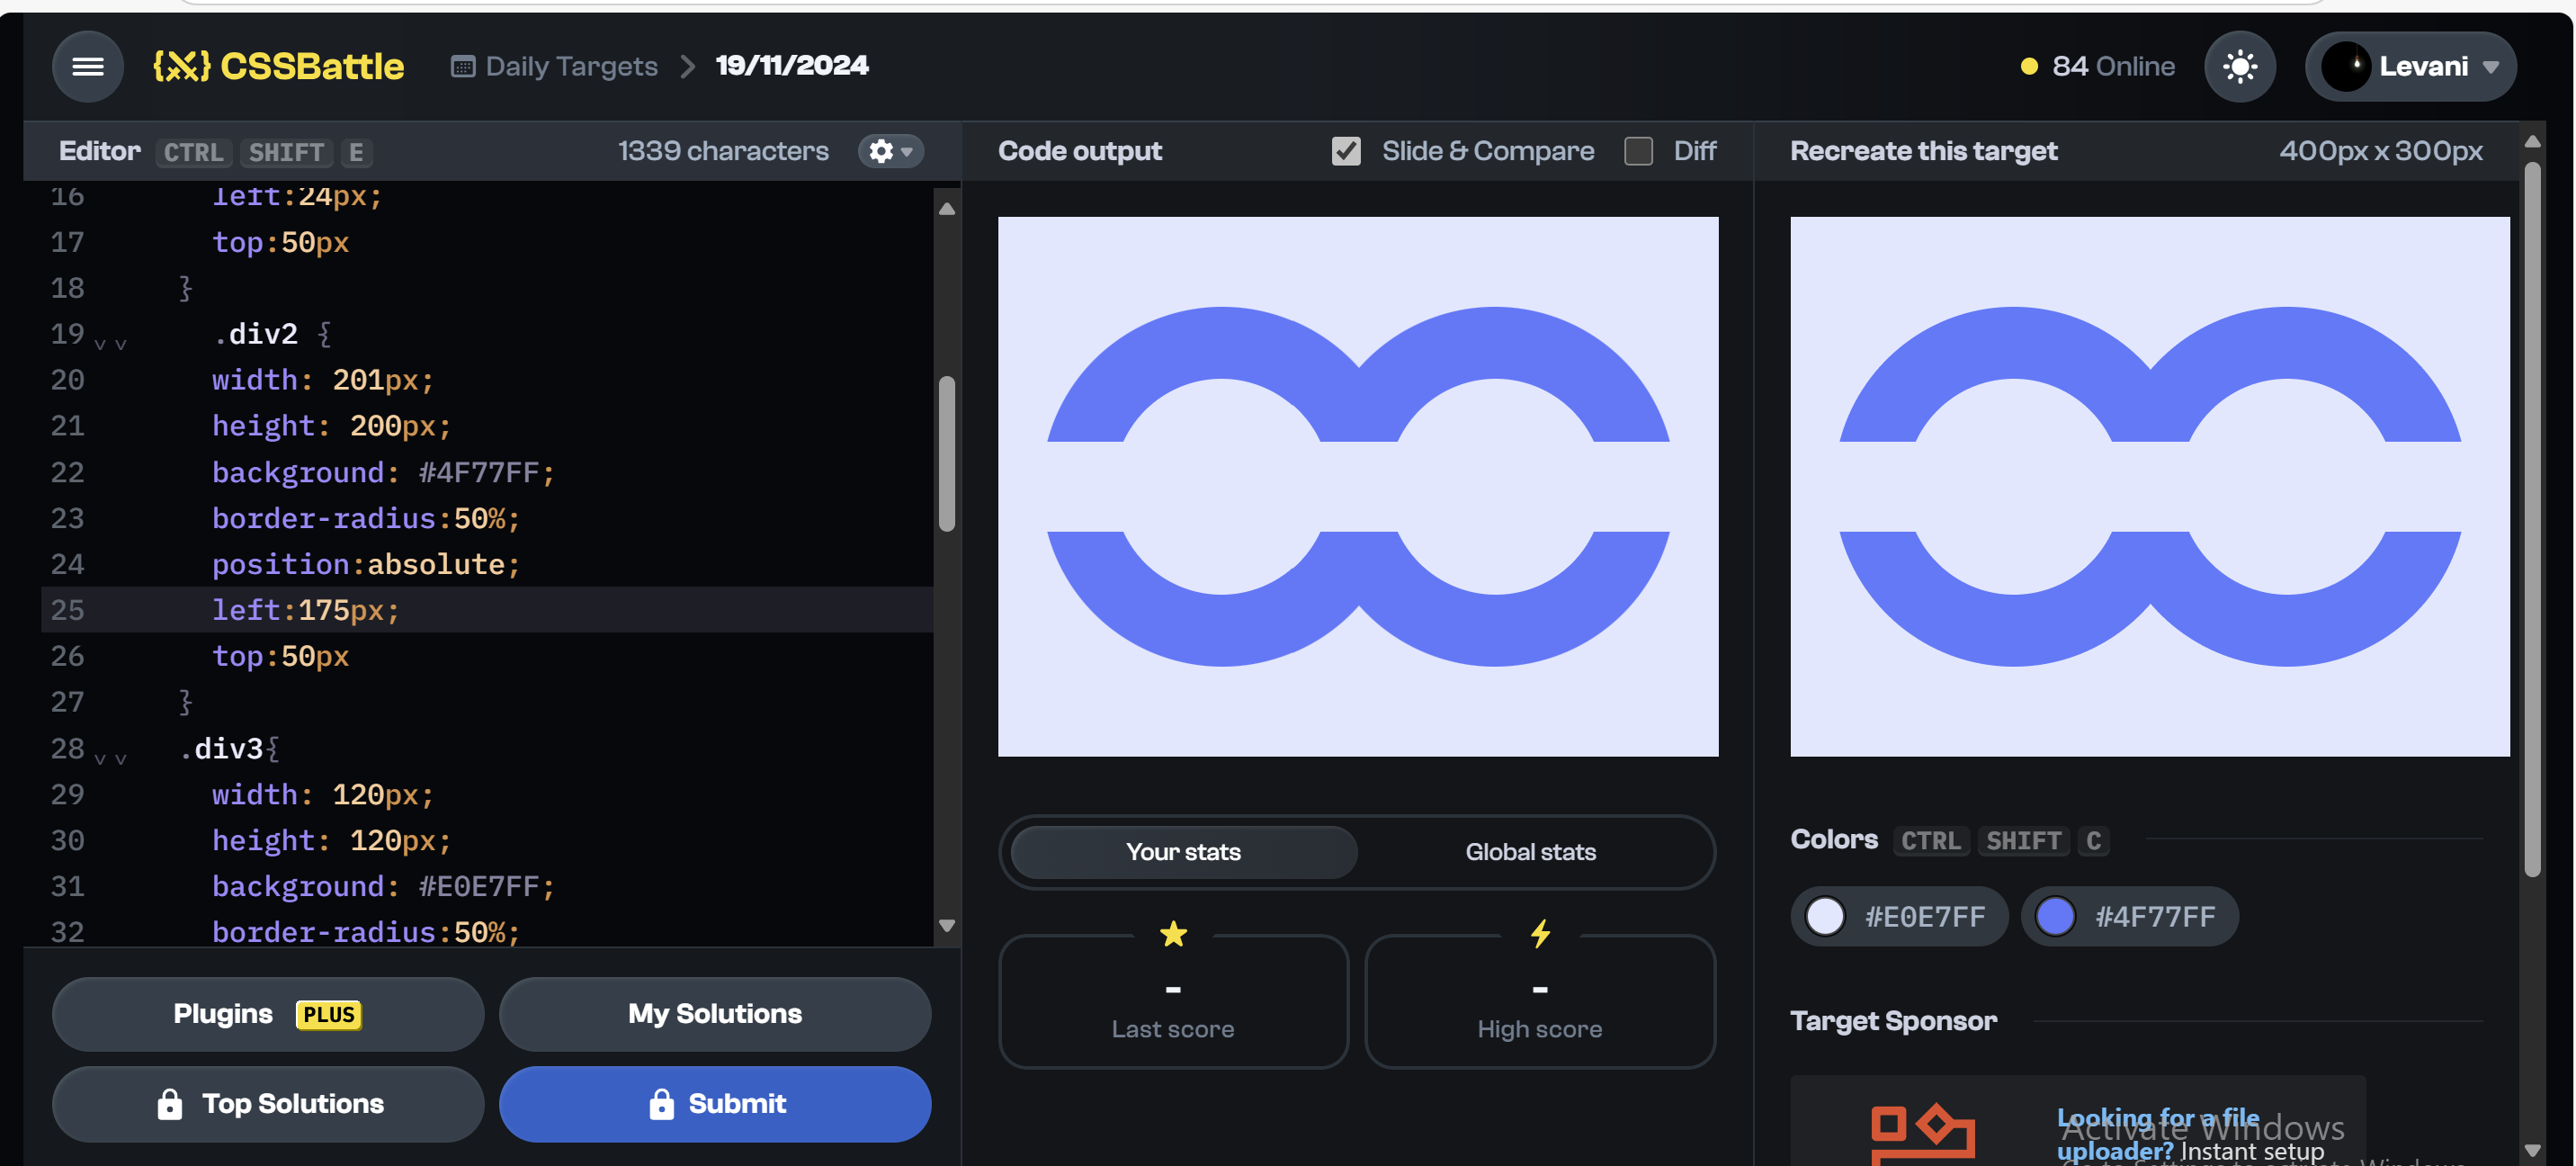 CSSBattle
Daily Targets
19/11/2024
84 Online
Levani
Editor CTRL SHIFT E
1339 characters
16 left:24px;
17 top:50px
18 }
19 .div2 {
20 width: 201px;
21 height: 200px;
22 background: #4F77FF;
23 border-radius:50%;
24 position:absolute;
25 left:175px;
26 top:50px
27 }
28 .div3{
29 width: 120px;
30 height: 120px;
31 background: #E0E7FF;
32 border-radius:50%;
Plugins PLUS
My Solutions
Top Solutions
Submit
Code output
Slide & Compare
Diff
Your stats
Global stats
-
Last score
-
High score
Recreate this target
400px x 300px
Colors CTRL SHIFT C
#E0E7FF
#4F77FF
Target Sponsor
Looking for a file
uploader? Instant setup
Activate Windows
Go to Settings to activate Windows.